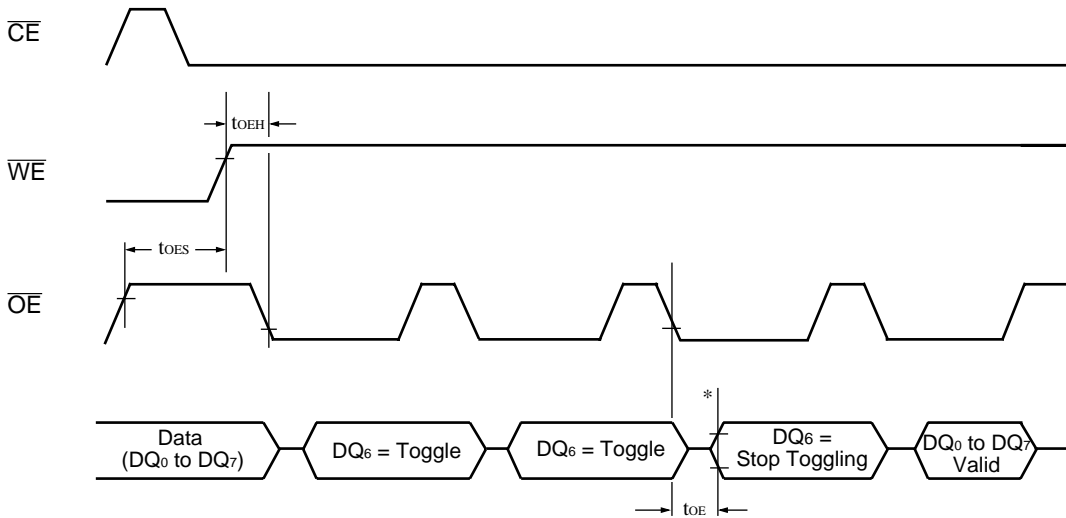 CE
tOEH
WE
tOES
OE
*
Data
(DQ0 to DQ7)
DQ6 = Toggle
DQ6 = Toggle
DQ6 =
Stop Toggling
DQ0 to DQ7
Valid
tOE